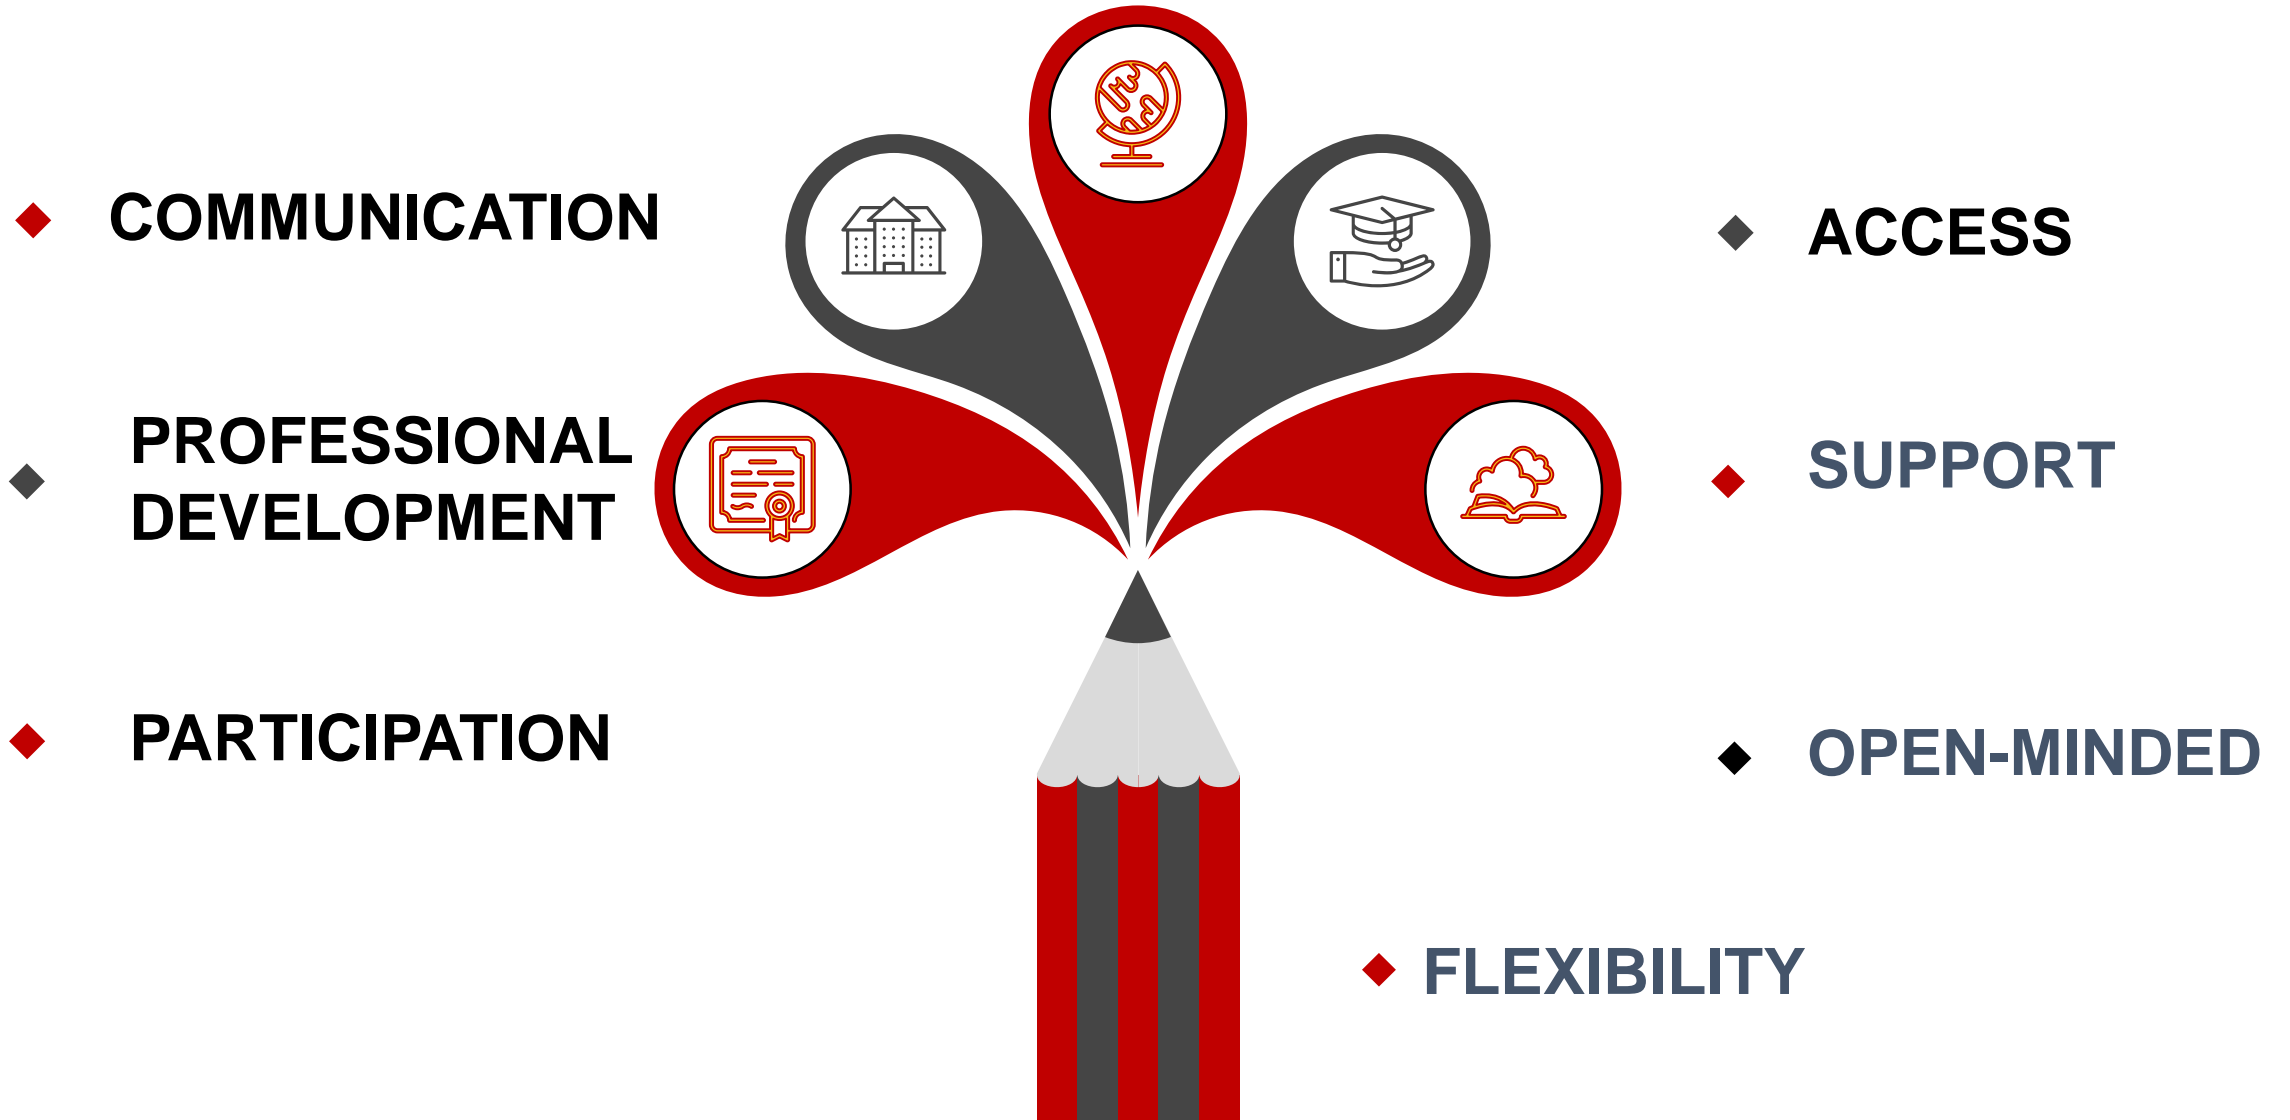 COMMUNICATION
PROFESSIONAL
DEVELOPMENT
PARTICIPATION
ACCESS
SUPPORT
OPEN-MINDED
FLEXIBILITY